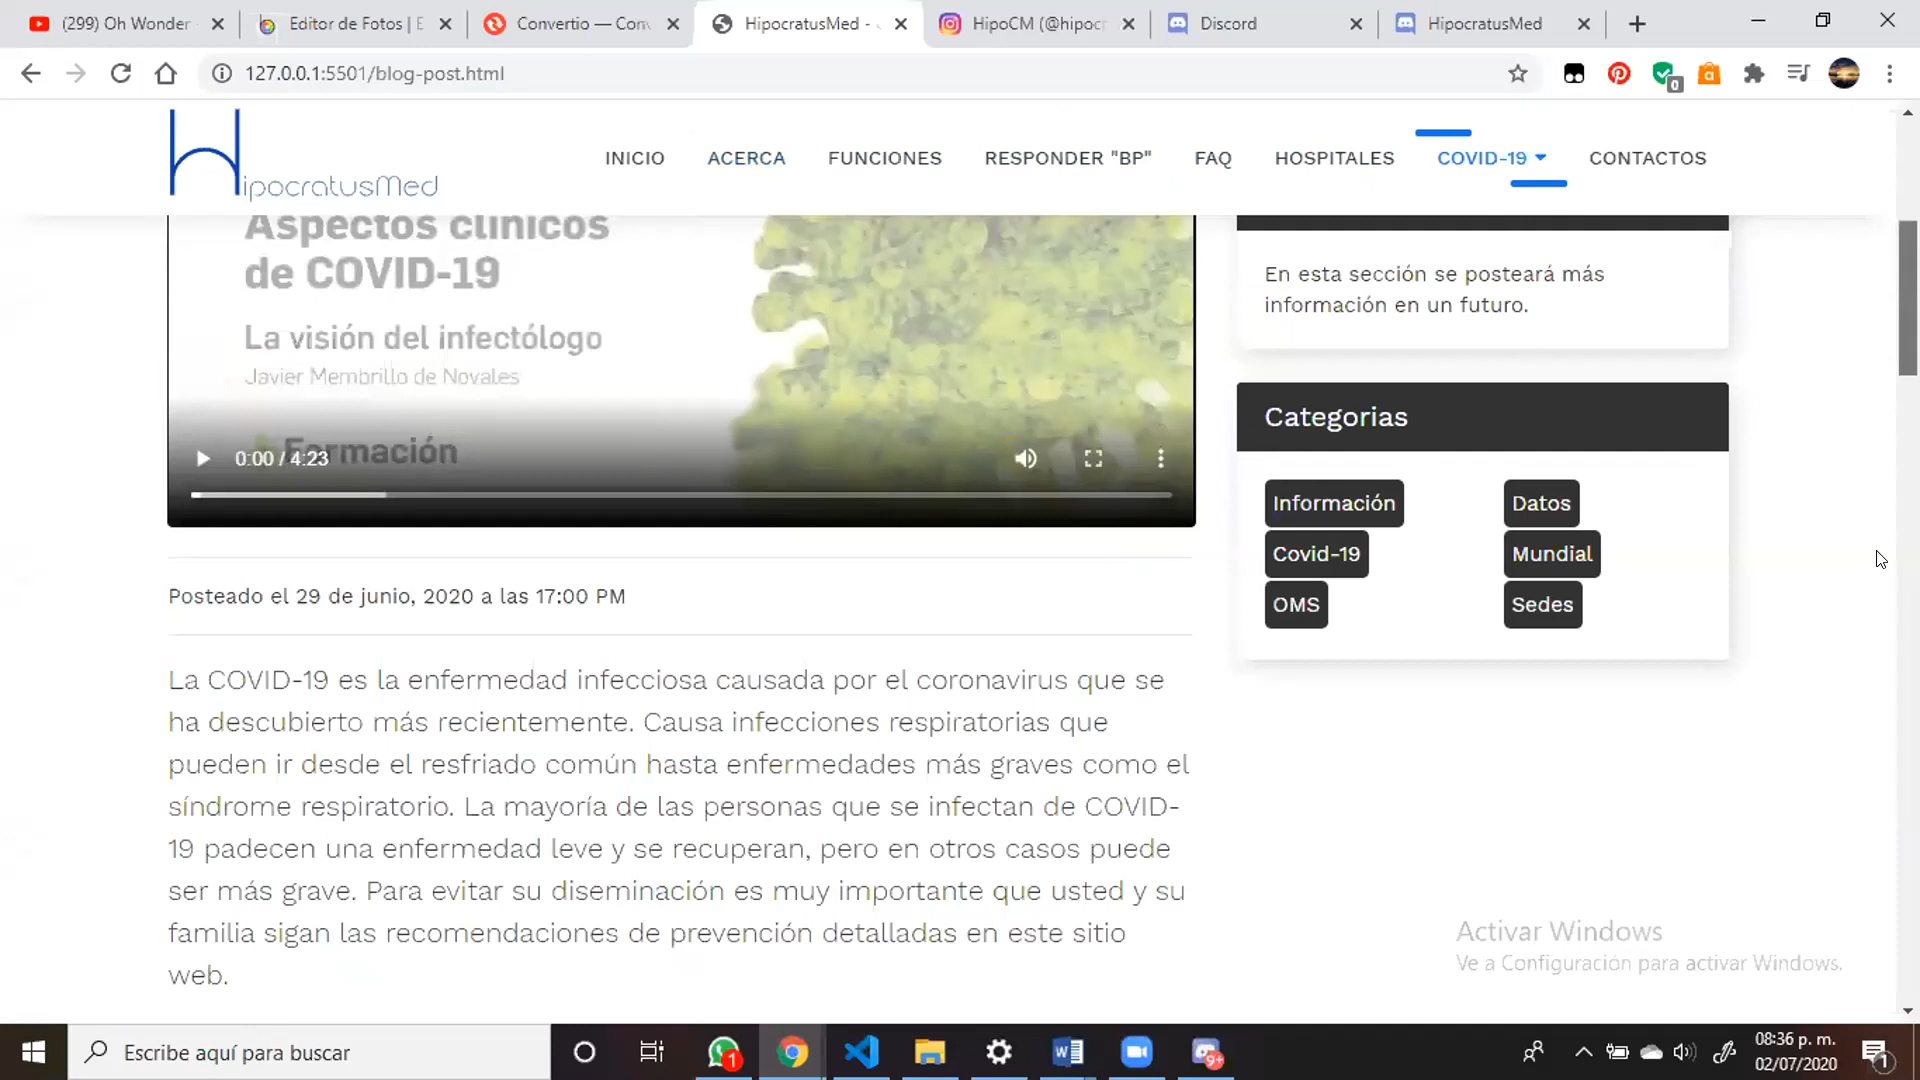 (299) Oh Wonder
Editor de Fotos | E
Convertio — Con
HipocratusMed -
HipoCM (@hipoc
Discord
HipocratusMed
127.0.0.1:5501/blog-post.html
0
HipocratusMed
INICIO
ACERCA
FUNCIONES
RESPONDER "BP"
FAQ
HOSPITALES
COVID-19
CONTACTOS
Aspectos clínicos
de COVID-19
La visión del infectólogo
Javier Membrillo de Novales
Formación
0:00 / 4:23
En esta sección se posteará más
información en un futuro.
Categorias
Información
Datos
Covid-19
Mundial
OMS
Sedes
Posteado el 29 de junio, 2020 a las 17:00 PM
La COVID-19 es la enfermedad infecciosa causada por el coronavirus que se
ha descubierto más recientemente. Causa infecciones respiratorias que
pueden ir desde el resfriado común hasta enfermedades más graves como el
síndrome respiratorio. La mayoría de las personas que se infectan de COVID-
19 padecen una enfermedad leve y se recuperan, pero en otros casos puede
ser más grave. Para evitar su diseminación es muy importante que usted y su
familia sigan las recomendaciones de prevención detalladas en este sitio
web.
Activar Windows
Ve a Configuración para activar Windows.
Escribe aquí para buscar
1
9+
08:36 p. m.
02/07/2020
1